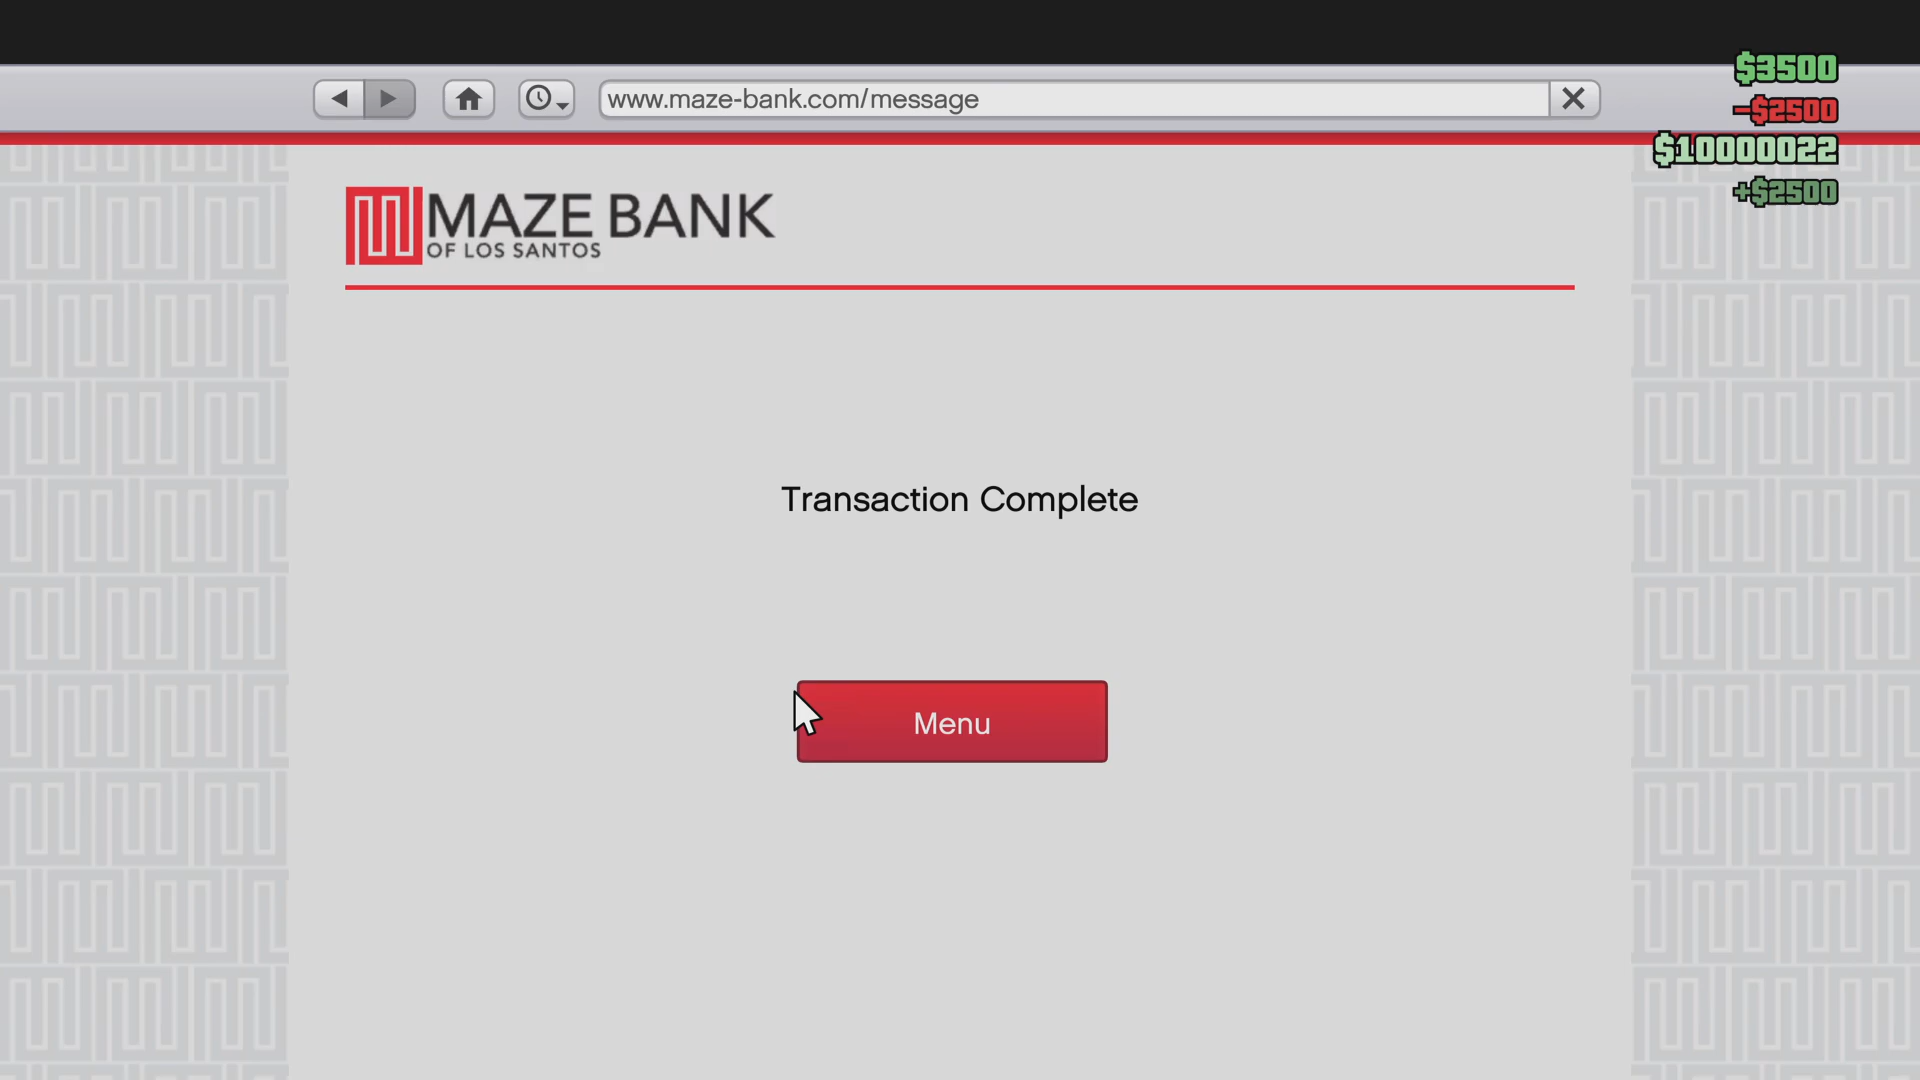 www.maze-bank.com/message
$3500
-$2500
$10000022
+$2500
MAZE BANK
OF LOS SANTOS
Transaction Complete
Menu